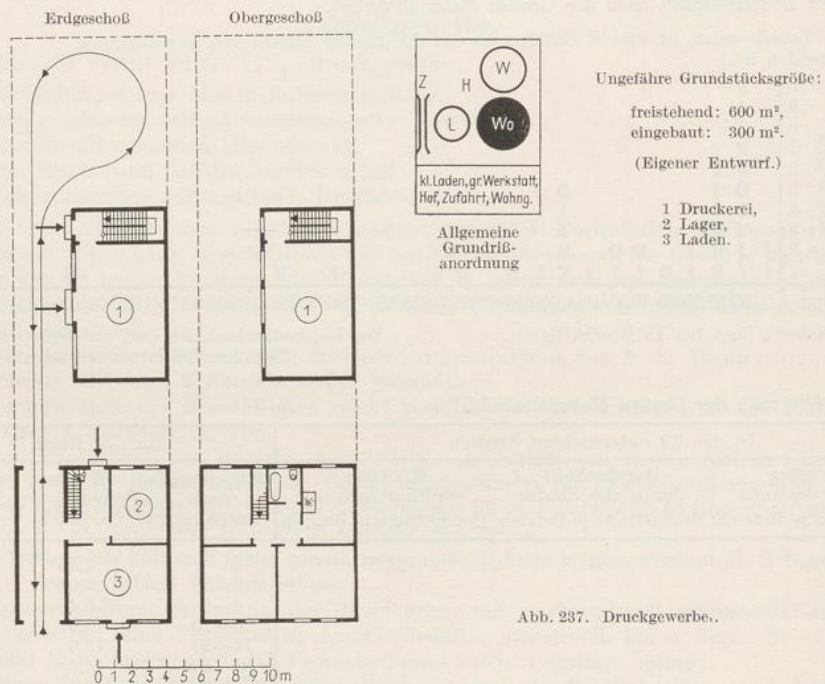 Erdgeschoß
Obergeschoß
1
1
2
3
0 1 2 3 4 5 6 7 8 9 10 m
Z
H
W
L
Wo
kl. Laden, gr. Werkstatt,
Hof, Zufahrt, Wohng.
Allgemeine
Grundriß-
anordnung
Ungefähre Grundstücksgröße:
freistehend: 600 m²,
eingebaut: 300 m².
(Eigener Entwurf.)
1 Druckerei,
2 Lager,
3 Laden.
Abb. 237. Druckgewerbe..